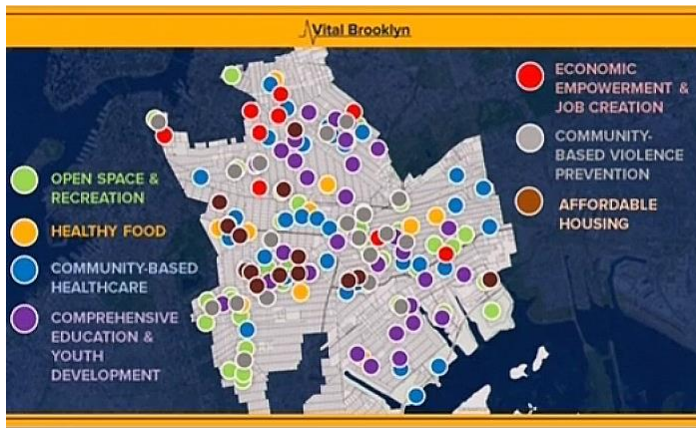 Vital Brooklyn
OPEN SPACE &
RECREATION
HEALTHY FOOD
COMMUNITY-BASED
HEALTHCARE
COMPREHENSIVE
EDUCATION &
YOUTH
DEVELOPMENT
ECONOMIC
EMPOWERMENT &
JOB CREATION
COMMUNITY-
BASED VIOLENCE
PREVENTION
AFFORDABLE
HOUSING